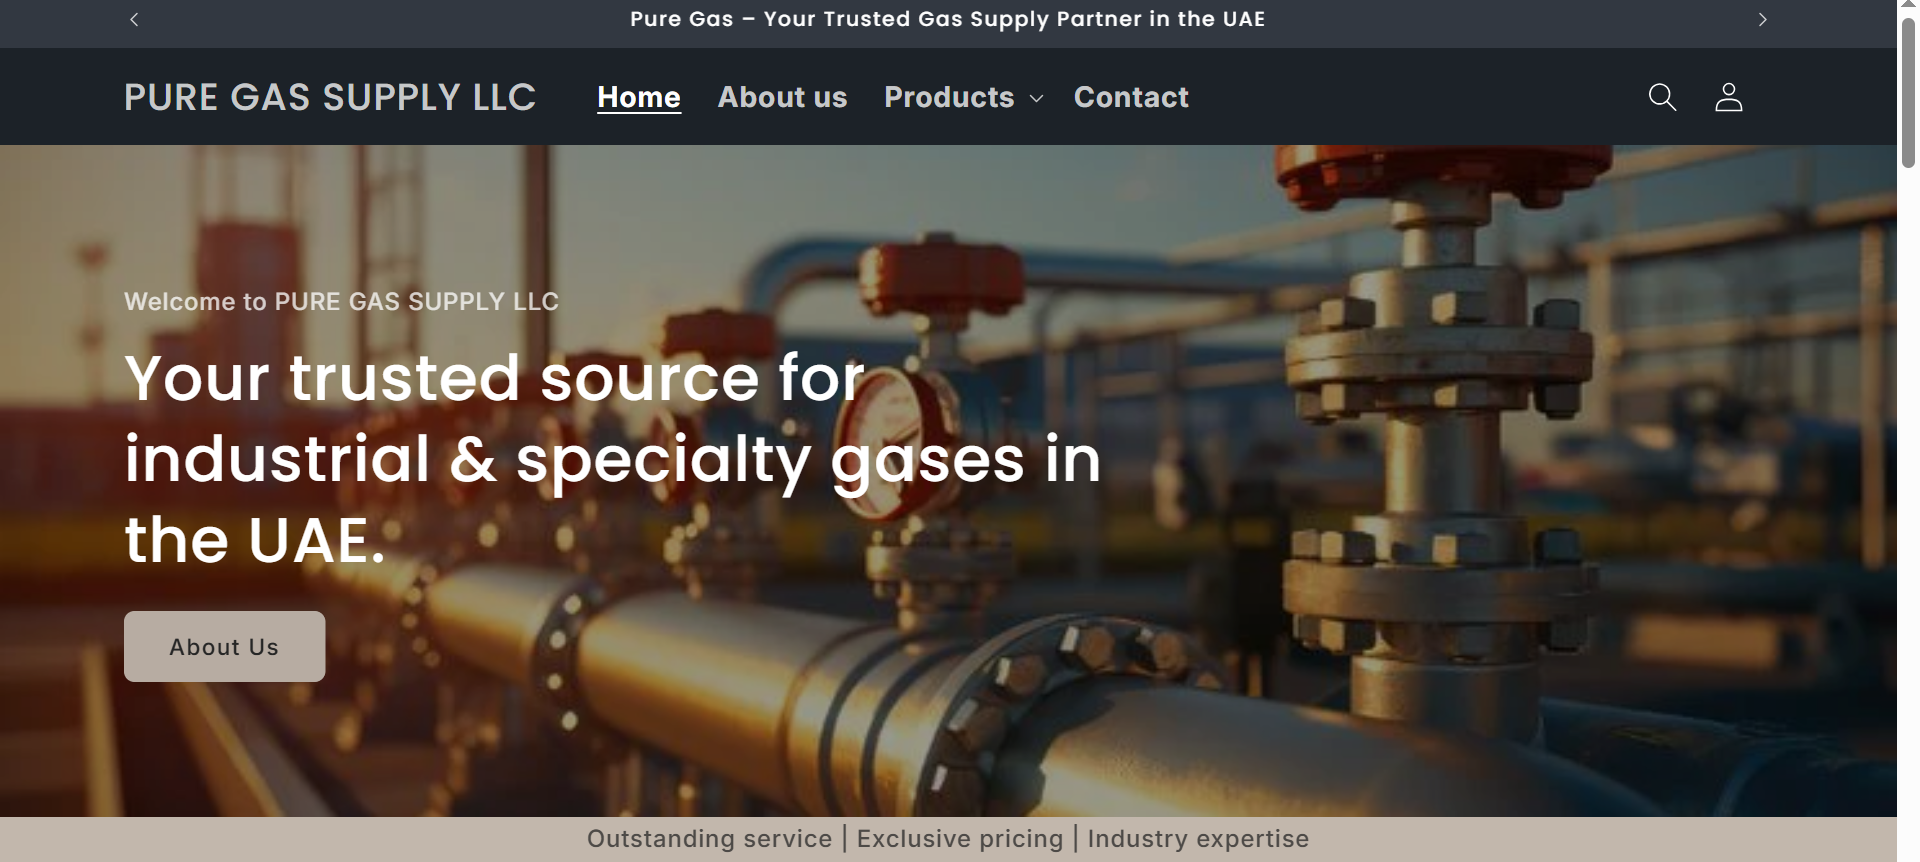 Pure Gas – Your Trusted Gas Supply Partner in the UAE
PURE GAS SUPPLY LLC
Home
About us
Products
Contact
Welcome to PURE GAS SUPPLY LLC
Your trusted source for
industrial & specialty gases in
the UAE.
About Us
Outstanding service | Exclusive pricing | Industry expertise